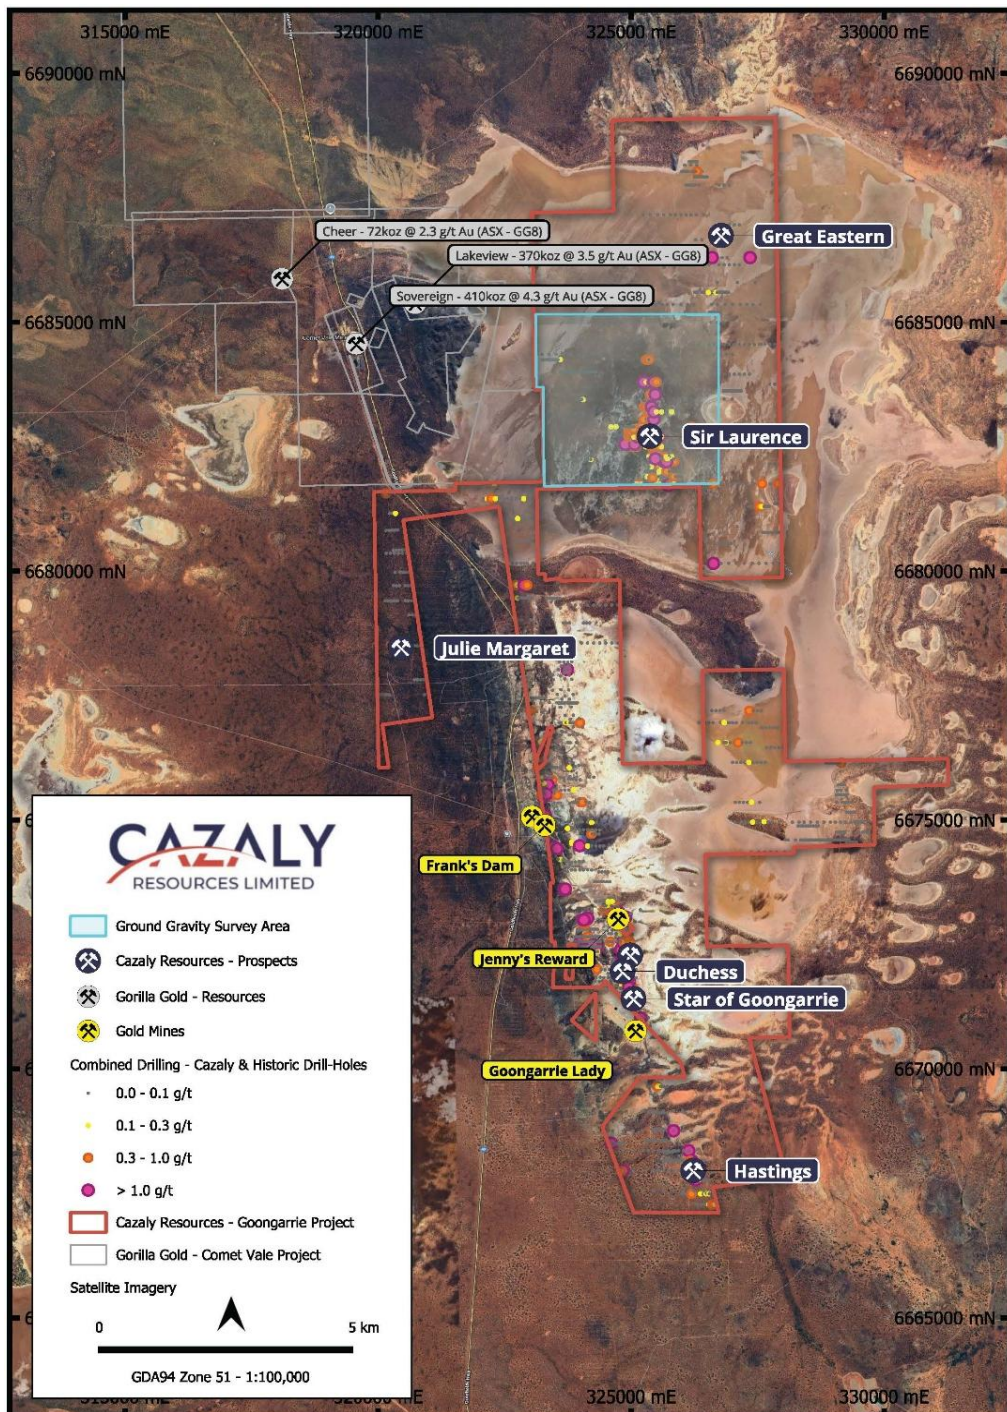 315000 mE
320000 mE
325000 mE
330000 mE
6690000 mN
6690000 mN
Cheer - 72koz @ 2.3 g/t Au (ASX - GG8)
Great Eastern
Lakeview - 370koz @ 3.5 g/t Au (ASX - GG8)
Sovereign - 410koz @ 4.3 g/t Au (ASX - GG8)
6685000 mN
6685000 mN
Sir Laurence
6680000 mN
6680000 mN
Julie Margaret
6675000 mN
Frank's Dam
Jenny's Reward
Duchess
Star of Goongarrie
Goongarrie Lady
6670000 mN
Hastings
6665000 mN
325000 mE
330000 mE
CAZALY
RESOURCES LIMITED
Ground Gravity Survey Area
Cazaly Resources - Prospects
Gorilla Gold - Resources
Gold Mines
Combined Drilling - Cazaly & Historic Drill-Holes
0.0 - 0.1 g/t
0.1 - 0.3 g/t
0.3 - 1.0 g/t
> 1.0 g/t
Cazaly Resources - Goongarrie Project
Gorilla Gold - Comet Vale Project
Satellite Imagery
0
5 km
GDA94 Zone 51 - 1:100,000